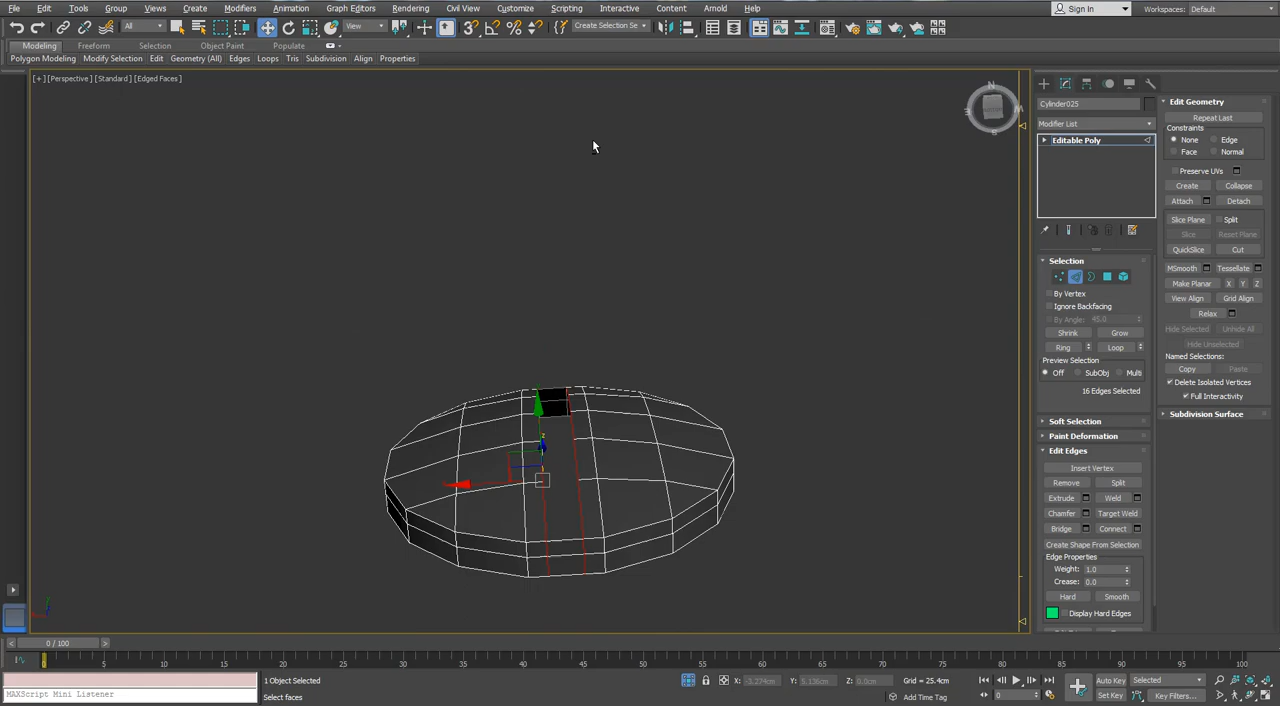 File Edit Tools Group Views Create Modifiers Animation Graph Editors Rendering Civil View Customize Scripting Interactive Content Arnold Help Sign In Workspaces: Default
All View Create Selection Se
Modeling Freeform Selection Object Paint Populate
Polygon Modeling Modify Selection Edit Geometry (All) Edges Loops Tris Subdivision Align Properties
[+] [Perspective] [Standard] [Edged Faces]
N
W
E
S
z
Cylinder025
Modifier List
Editable Poly
Selection
By Vertex
Ignore Backfacing
By Angle: 45.0
Shrink Grow
Ring Loop
Preview Selection
Off SubObj Multi
16 Edges Selected
Soft Selection
Edit Edges
Insert Vertex
Remove Split
Extrude Weld
Chamfer Target Weld
Bridge Connect
Create Shape From Selection
Edge Properties
Weight: 1.0
Crease: 0.0
Hard Smooth
Display Hard Edges
Edit Geometry
Repeat Last
Constraints
None Edge
Face Normal
Preserve UVs
Create Collapse
Attach Detach
Slice Plane Split
Slice Reset Plane
QuickSlice Cut
MSmooth Tessellate
Make Planar X Y Z
View Align Grid Align
Relax
Hide Selected Unhide All
Hide Unselected
Named Selections:
Copy Paste
Delete Isolated Vertices
Full Interactivity
Subdivision Surface
Paint Deformation
0 / 100
0 5 10 15 20 25 30 35 40 45 50 55 60 65 70 75 80 85 90 95 100
MAXScript Mini Listener
1 Object Selected
Select faces
X: -3.274cm Y: 5.136cm Z: 0.0cm Grid = 25.4cm
Add Time Tag
0
Auto Key Selected
Set Key Key Filters...